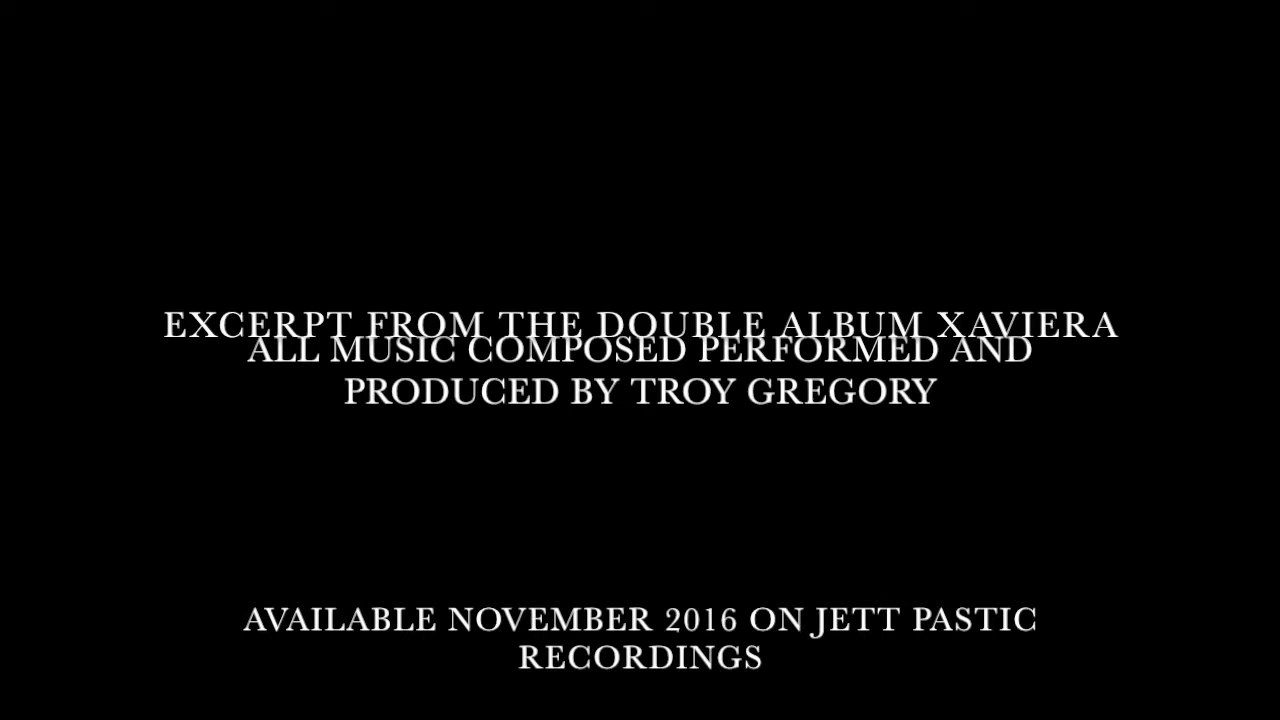 EXCERPT FROM THE DOUBLE ALBUM XAVIERA
ALL MUSIC COMPOSED PERFORMED AND
PRODUCED BY TROY GREGORY
AVAILABLE NOVEMBER 2016 ON JETT PASTIC
RECORDINGS